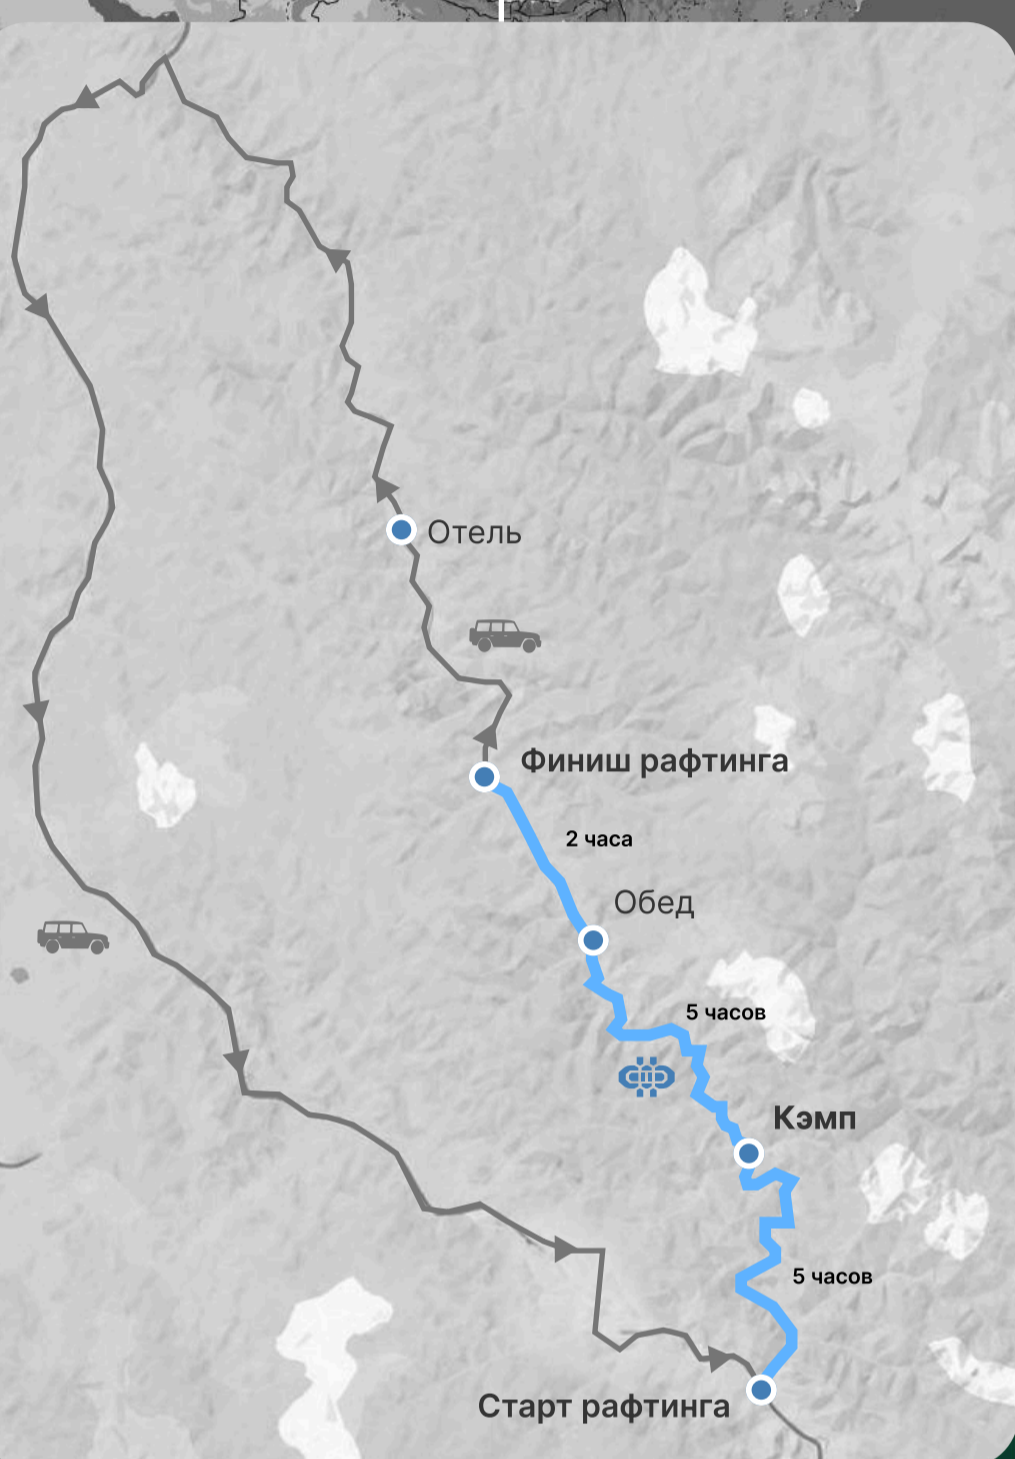 Отель
Финиш рафтинга
2 часа
Обед
5 часов
Кэмп
5 часов
Старт рафтинга